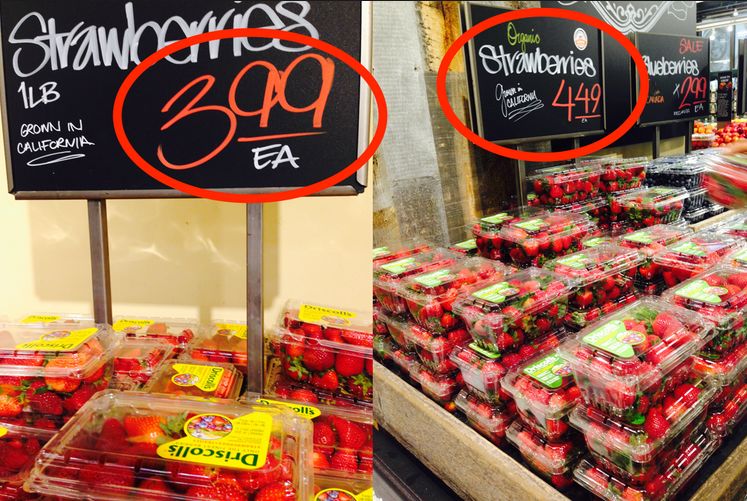 Strawberries
1LB
3.99
GROWN IN
CALIFORNIA
EA
Driscoll's
Organic
Strawberries
grown in
CALIFORNIA
4.49
EA
SALE
Blueberries
2.99
EA